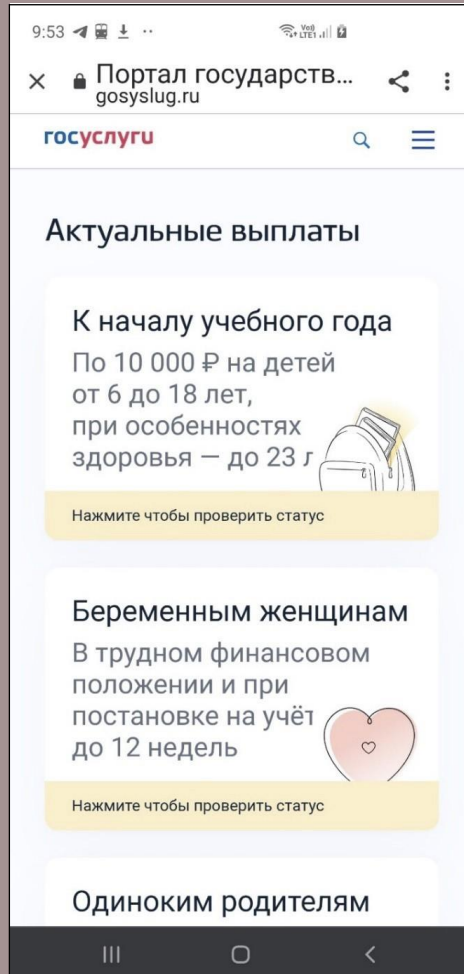 9:53
Vo)) LTE1
Портал государств...
gosyslug.ru
госуслуги
Актуальные выплаты
К началу учебного года
По 10 000 ₽ на детей
от 6 до 18 лет,
при особенностях
здоровья — до 23 л
Нажмите чтобы проверить статус
Беременным женщинам
В трудном финансовом
положении и при
постановке на учёт
до 12 недель
Нажмите чтобы проверить статус
Одиноким родителям